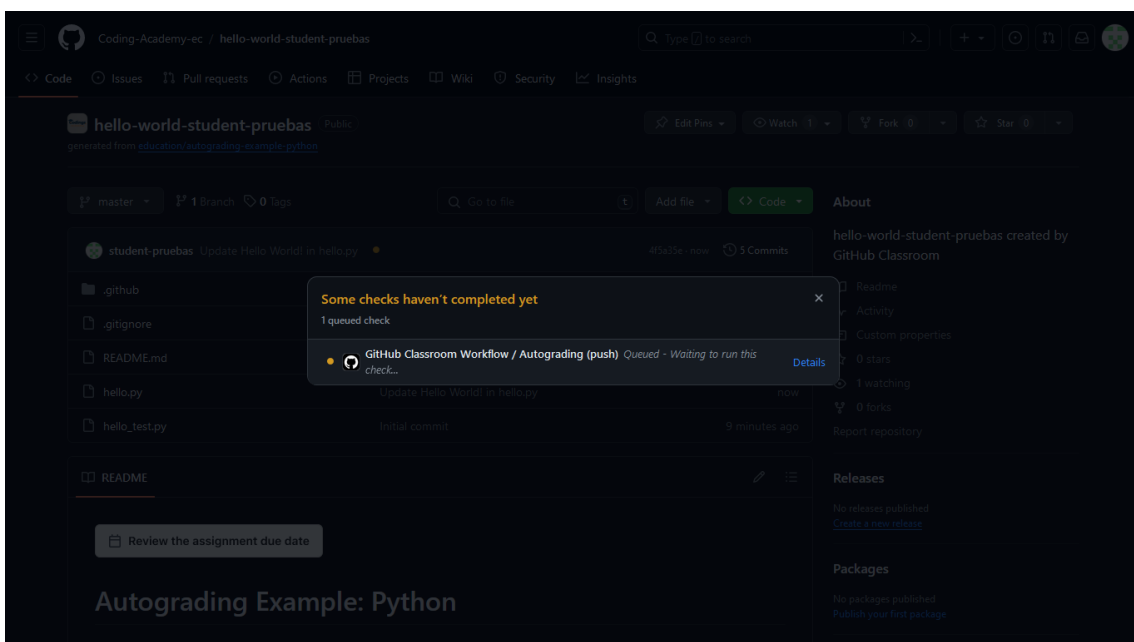 Coding-Academy-ec / hello-world-student-pruebas
Type / to search
Code Issues Pull requests Actions Projects Wiki Security Insights
hello-world-student-pruebas Public
Edit Pins Watch 1 Fork 0 Star 0
generated from education/autograding-example-python
master 1 Branch 0 Tags
Go to file t Add file Code
About
student-pruebas Update Hello World! in hello.py
4f5a35e · now 5 Commits
hello-world-student-pruebas created by
GitHub Classroom
.github
.gitignore
README.md
hello.py Update Hello World! in hello.py now
hello_test.py Initial commit 9 minutes ago
Some checks haven't completed yet
1 queued check
GitHub Classroom Workflow / Autograding (push) Queued - Waiting to run this
check...
Details
Readme
Activity
Custom properties
0 stars
1 watching
0 forks
Report repository
README
Review the assignment due date
Autograding Example: Python
Releases
No releases published
Create a new release
Packages
No packages published
Publish your first package